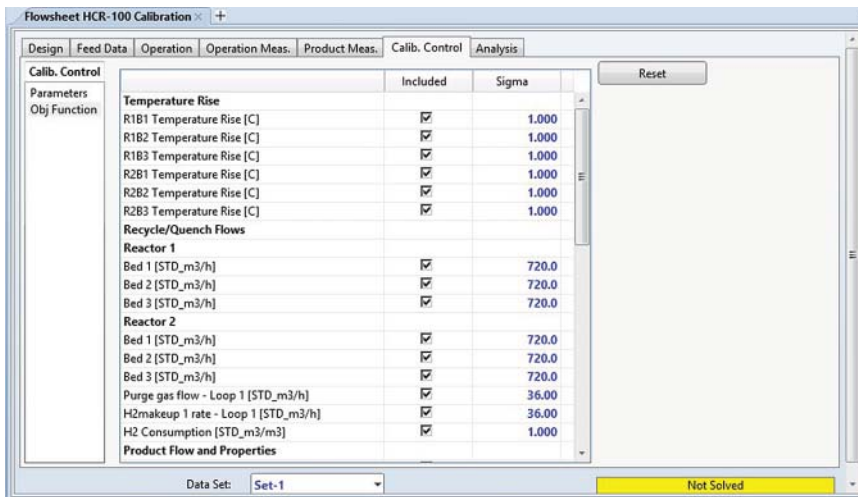 Flowsheet HCR-100 Calibration × +
Design Feed Data Operation Operation Meas. Product Meas. Calib. Control Analysis
Calib. Control
Parameters
Obj Function
Included Sigma
Reset
Temperature Rise
R1B1 Temperature Rise [C] 1.000
R1B2 Temperature Rise [C] 1.000
R1B3 Temperature Rise [C] 1.000
R2B1 Temperature Rise [C] 1.000
R2B2 Temperature Rise [C] 1.000
R2B3 Temperature Rise [C] 1.000
Recycle/Quench Flows
Reactor 1
Bed 1 [STD_m3/h] 720.0
Bed 2 [STD_m3/h] 720.0
Bed 3 [STD_m3/h] 720.0
Reactor 2
Bed 1 [STD_m3/h] 720.0
Bed 2 [STD_m3/h] 720.0
Bed 3 [STD_m3/h] 720.0
Purge gas flow - Loop 1 [STD_m3/h] 36.00
H2makeup 1 rate - Loop 1 [STD_m3/h] 36.00
H2 Consumption [STD_m3/m3] 1.000
Product Flow and Properties
Data Set: Set-1
Not Solved